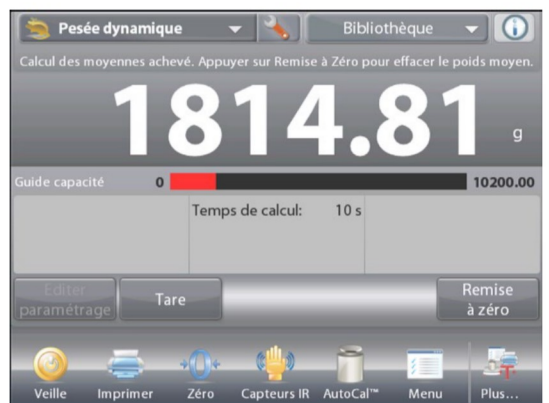 Pesée dynamique Bibliothèque
Calcul des moyennes achevé. Appuyer sur Remise à Zéro pour effacer le poids moyen.
1814.81 g
Guide capacité 0 10200.00
Temps de calcul: 10 s
Editer
paramétrage
Tare
Remise
à zéro
Veille Imprimer Zéro Capteurs IR AutoCal™ Menu Plus...